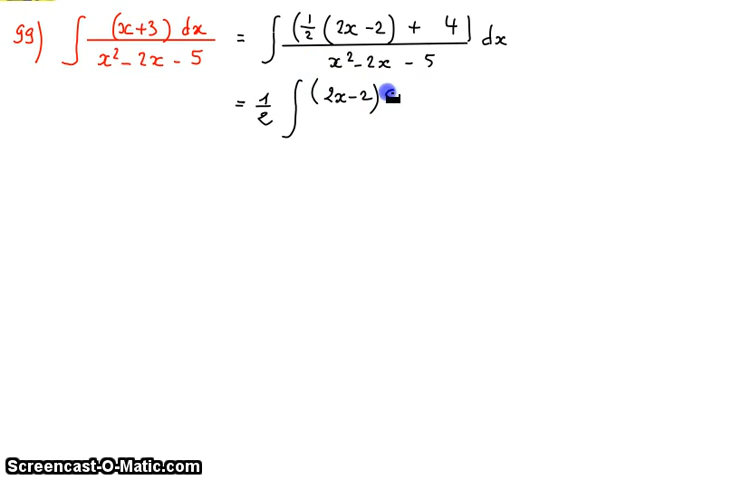 99) ∫ (x+3) dx / x² - 2x - 5 = ∫ (1/2 (2x-2) + 4) / x² - 2x - 5 dx
= 1/2 ∫ (2x-2)
Screencast-O-Matic.com